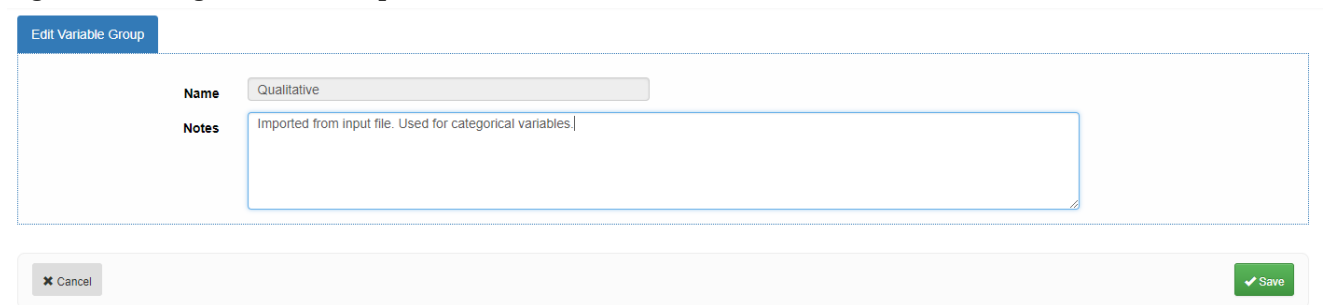 Edit Variable Group
Name Qualitative
Notes Imported from input file. Used for categorical variables.
✖ Cancel ✔ Save